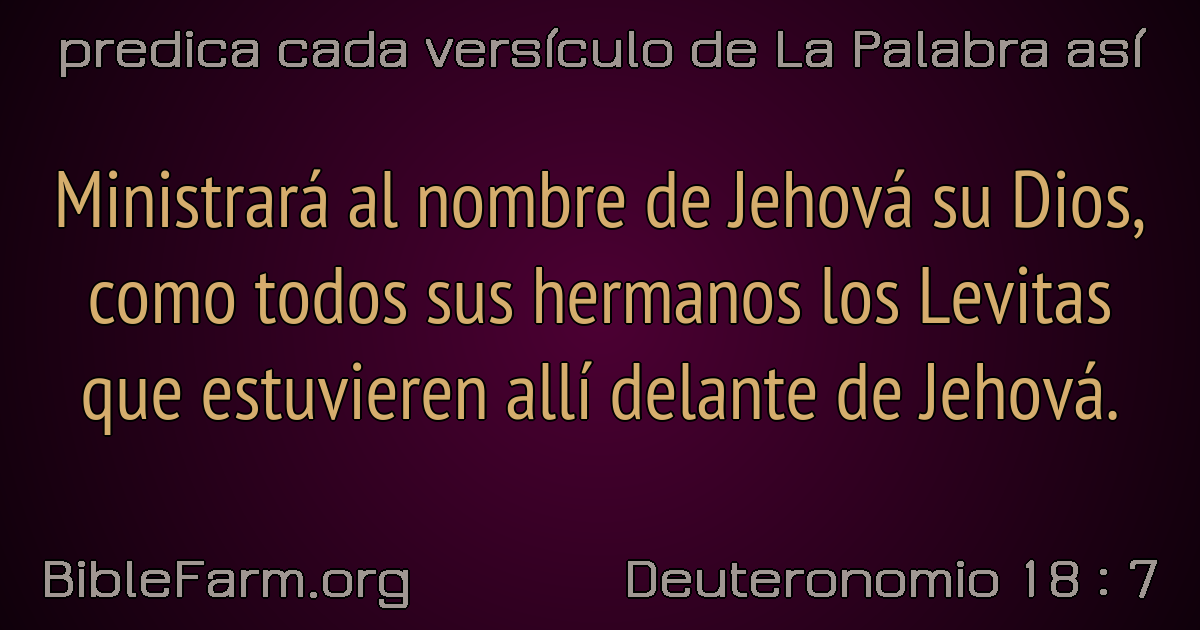 predica cada versículo de La Palabra así
Ministrará al nombre de Jehová su Dios,
como todos sus hermanos los Levitas
que estuvieren allí delante de Jehová.
BibleFarm.org
Deuteronomio 18 : 7